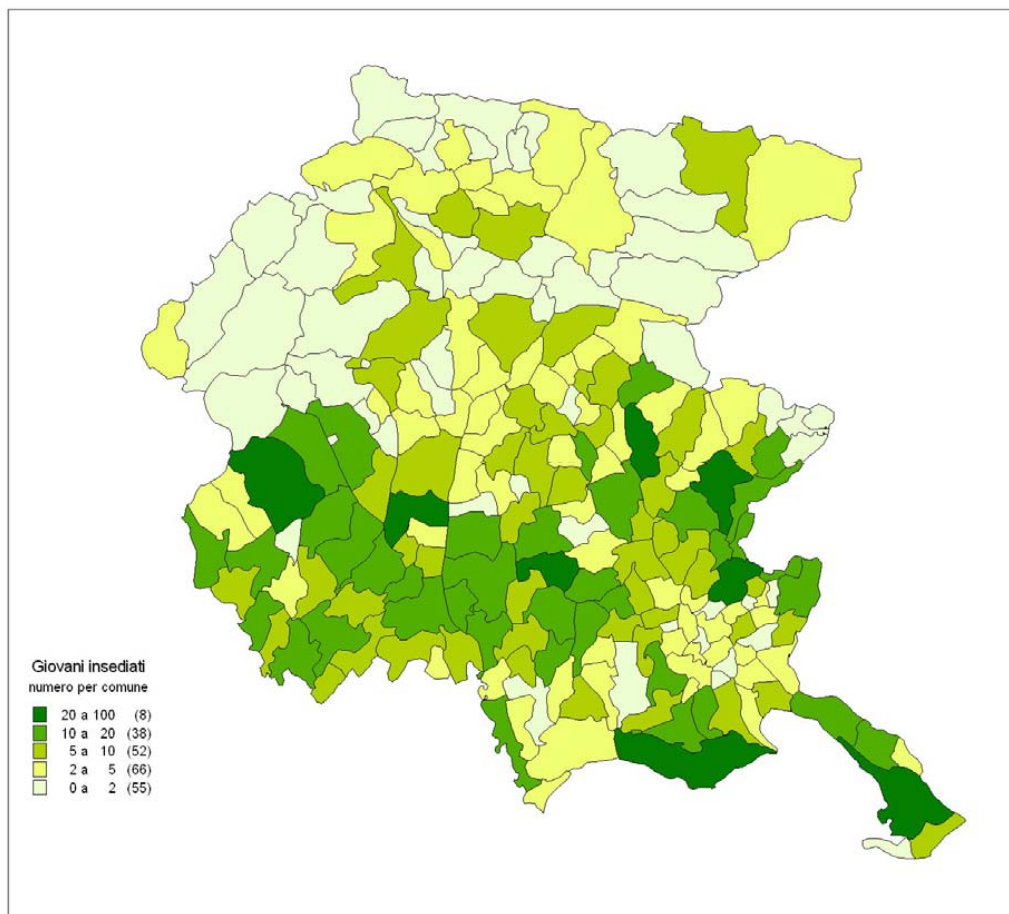 Giovani insediati
numero per comune
20 a 100 (8)
10 a 20 (38)
5 a 10 (52)
2 a 5 (66)
0 a 2 (55)